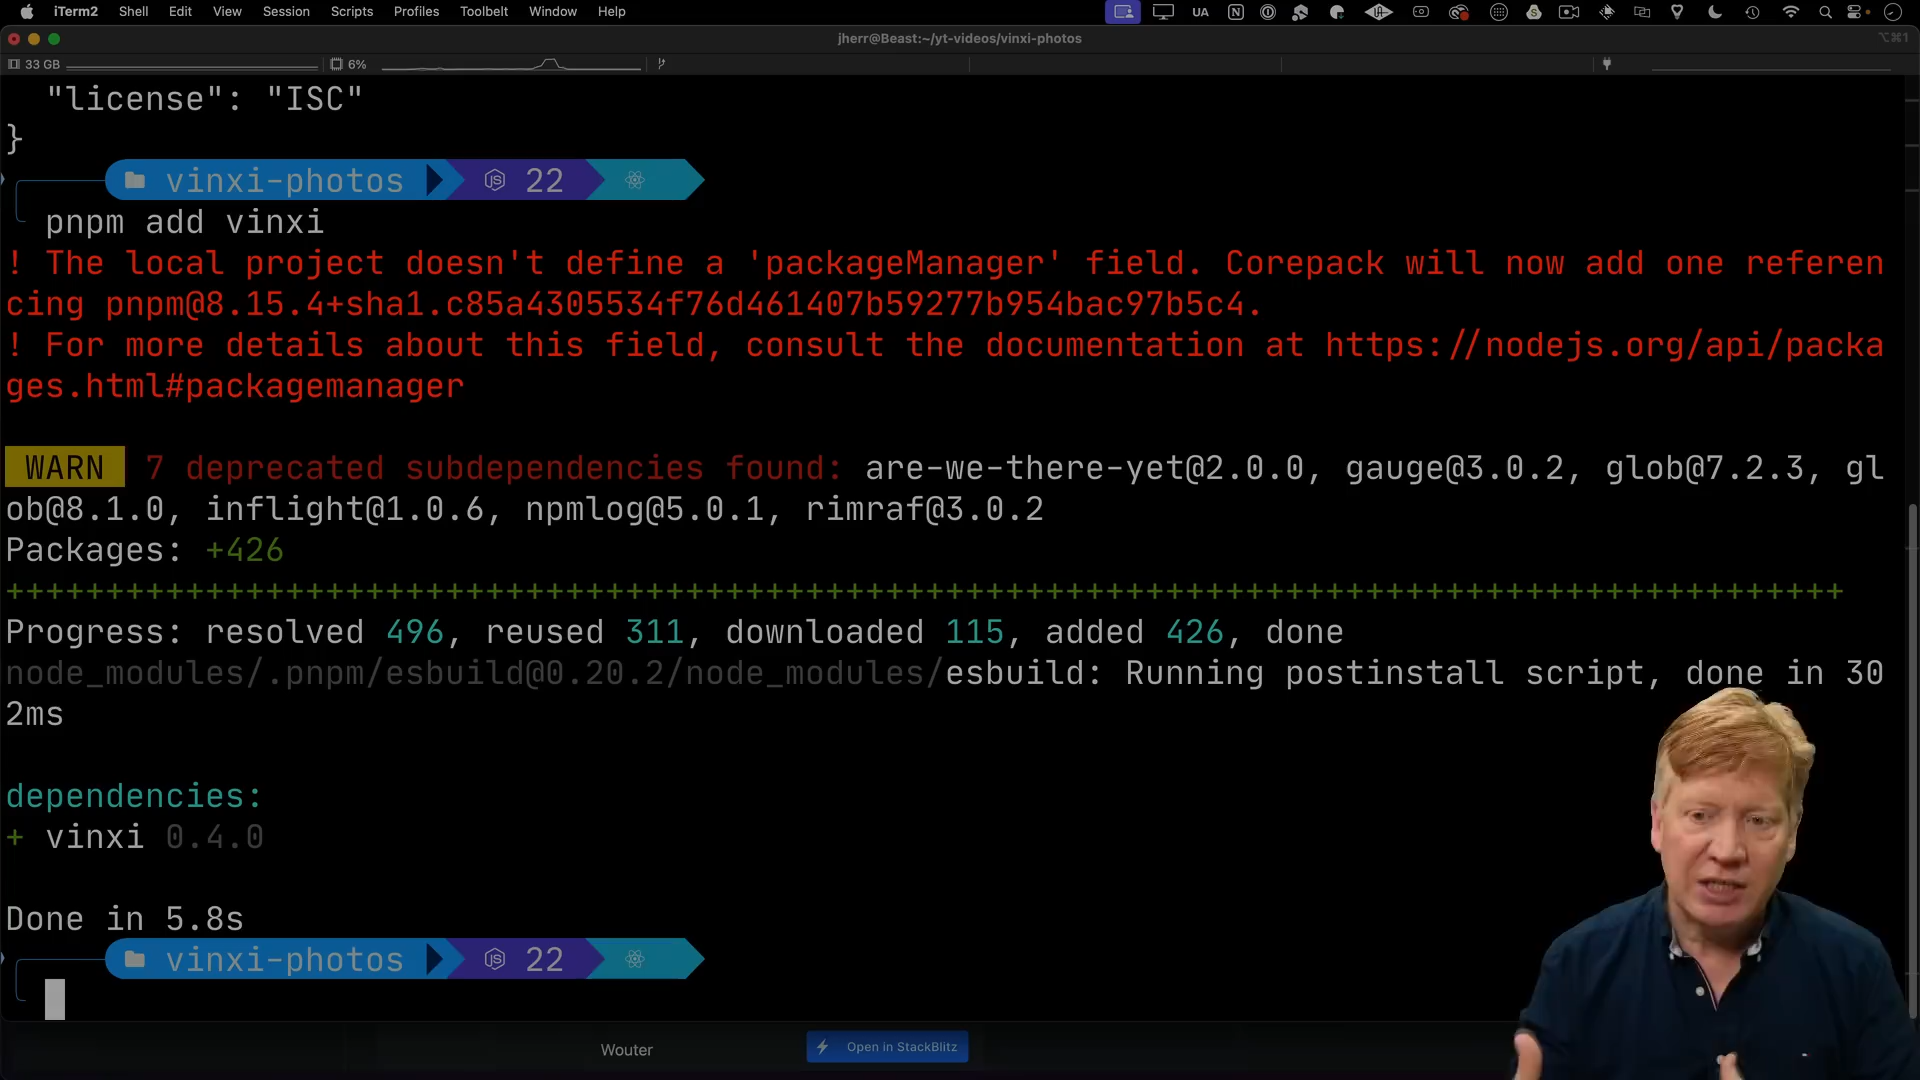 iTerm2 Shell Edit View Session Scripts Profiles Toolbelt Window Help UA
jherr@Beast:~/yt-videos/vinxi-photos ⌥⌘1
33 GB 6%
"license": "ISC"
}
vinxi-photos 22
pnpm add vinxi
! The local project doesn't define a 'packageManager' field. Corepack will now add one referen
cing pnpm@8.15.4+sha1.c85a4305534f76d461407b59277b954bac97b5c4.
! For more details about this field, consult the documentation at https://nodejs.org/api/packa
ges.html#packagemanager
WARN 7 deprecated subdependencies found: are-we-there-yet@2.0.0, gauge@3.0.2, glob@7.2.3, gl
ob@8.1.0, inflight@1.0.6, npmlog@5.0.1, rimraf@3.0.2
Packages: +426
++++++++++++++++++++++++++++++++++++++++++++++++++++++++++++++++++++++++++++++++++++++++++++
Progress: resolved 496, reused 311, downloaded 115, added 426, done
node_modules/.pnpm/esbuild@0.20.2/node_modules/esbuild: Running postinstall script, done in 30
2ms
dependencies:
+ vinxi 0.4.0
Done in 5.8s
vinxi-photos 22
Wouter Open in StackBlitz